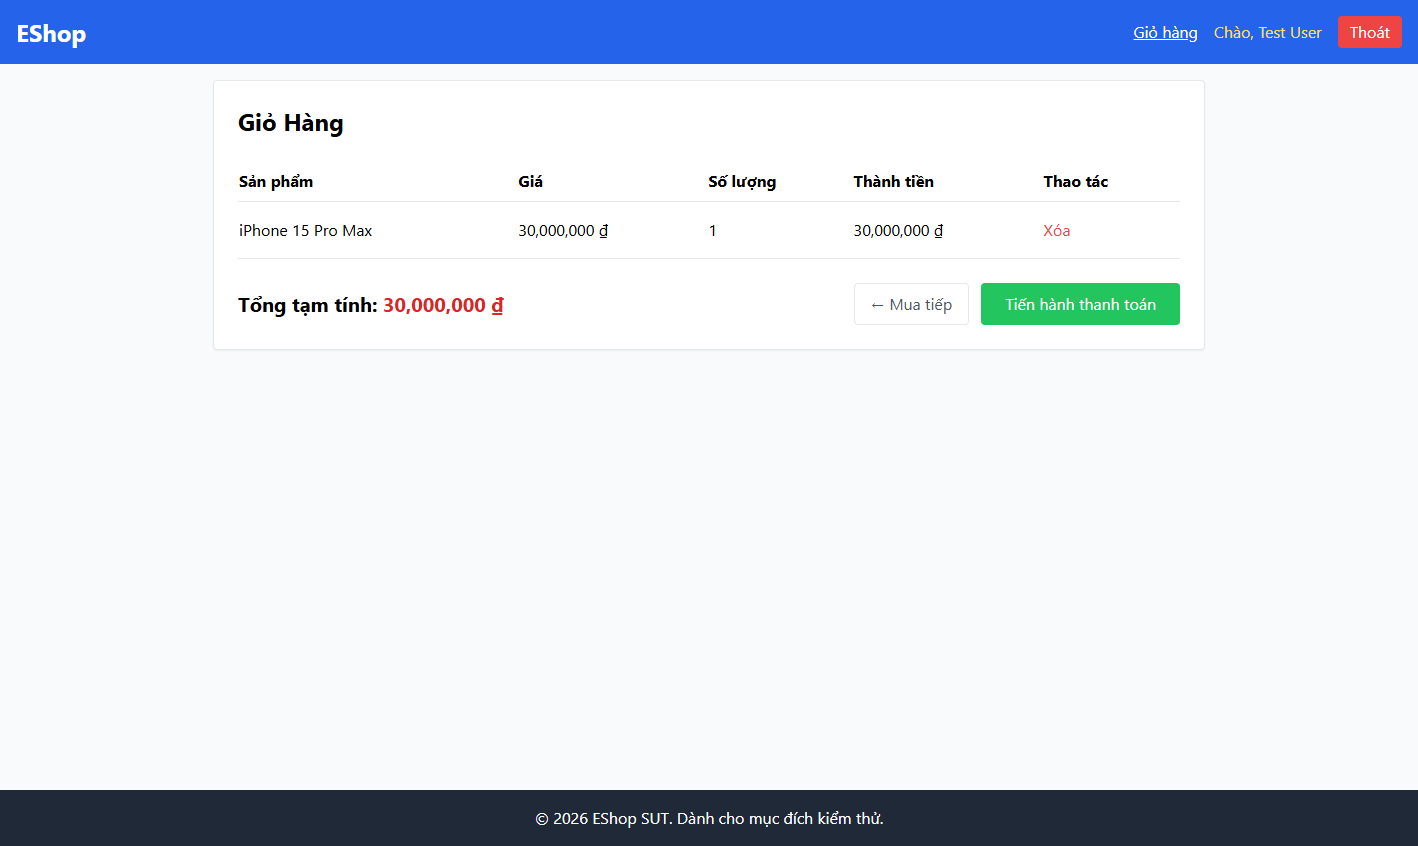 EShop
Giỏ hàng Chào, Test User Thoát
Giỏ Hàng
Sản phẩm Giá Số lượng Thành tiền Thao tác
iPhone 15 Pro Max 30,000,000 ₫ 1 30,000,000 ₫ Xóa
Tổng tạm tính: 30,000,000 ₫ ← Mua tiếp Tiến hành thanh toán
© 2026 EShop SUT. Dành cho mục đích kiểm thử.